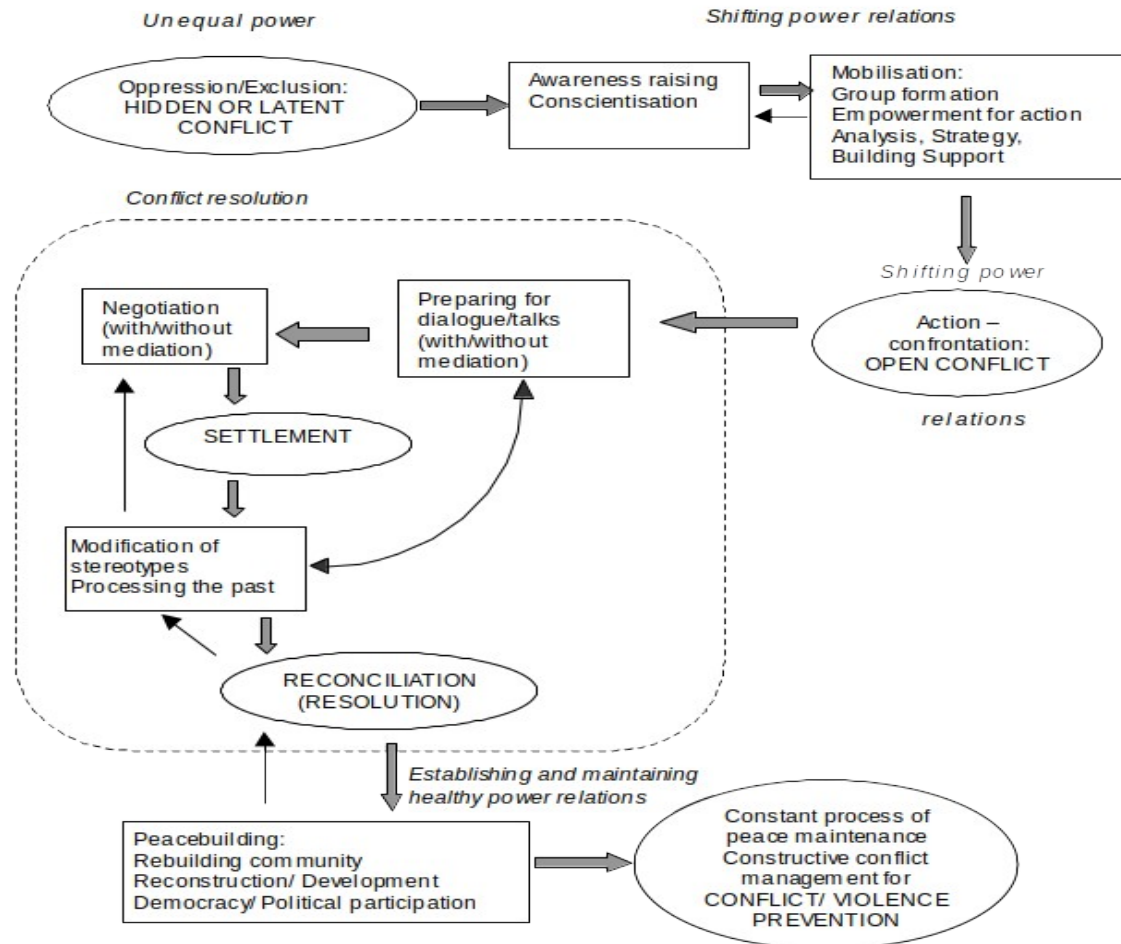 Unequal power
Shifting power relations
Oppression/Exclusion:
HIDDEN OR LATENT
CONFLICT
Awareness raising
Conscientisation
Mobilisation:
Group formation
Empowerment for action
Analysis, Strategy,
Building Support
Conflict resolution
Shifting power
Negotiation
(with/without
mediation)
Preparing for
dialogue/talks
(with/without
mediation)
Action –
confrontation:
OPEN CONFLICT
relations
SETTLEMENT
Modification of
stereotypes
Processing the past
RECONCILIATION
(RESOLUTION)
Establishing and maintaining
healthy power relations
Peacebuilding:
Rebuilding community
Reconstruction/ Development
Democracy/ Political participation
Constant process of
peace maintenance
Constructive conflict
management for
CONFLICT/ VIOLENCE
PREVENTION